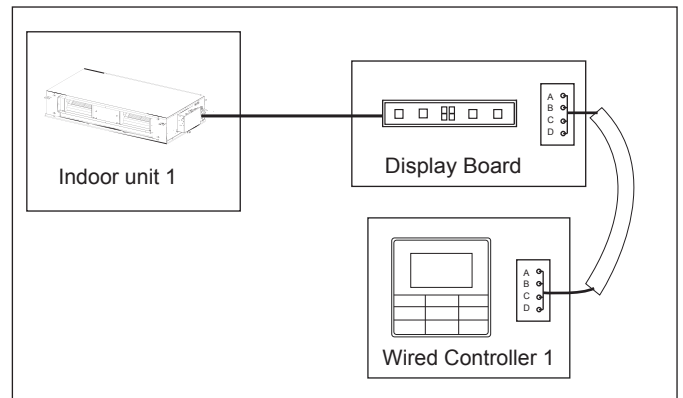 A
B
C
D
Indoor unit 1
Display Board
A
B
C
D
Wired Controller 1